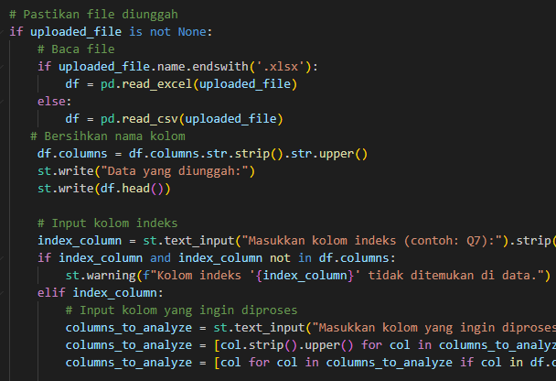 # Pastikan file diunggah
if uploaded_file is not None:
# Baca file
if uploaded_file.name.endswith('.xlsx'):
df = pd.read_excel(uploaded_file)
else:
df = pd.read_csv(uploaded_file)
# Bersihkan nama kolom
df.columns = df.columns.str.strip().str.upper()
st.write("Data yang diunggah:")
st.write(df.head())
# Input kolom indeks
index_column = st.text_input("Masukkan kolom indeks (contoh: Q7):").strip(
if index_column and index_column not in df.columns:
st.warning(f"Kolom indeks '{index_column}' tidak ditemukan di data.")
elif index_column:
# Input kolom yang ingin diproses
columns_to_analyze = st.text_input("Masukkan kolom yang ingin diproses
columns_to_analyze = [col.strip().upper() for col in columns_to_analyz
columns_to_analyze = [col for col in columns_to_analyze if col in df.c